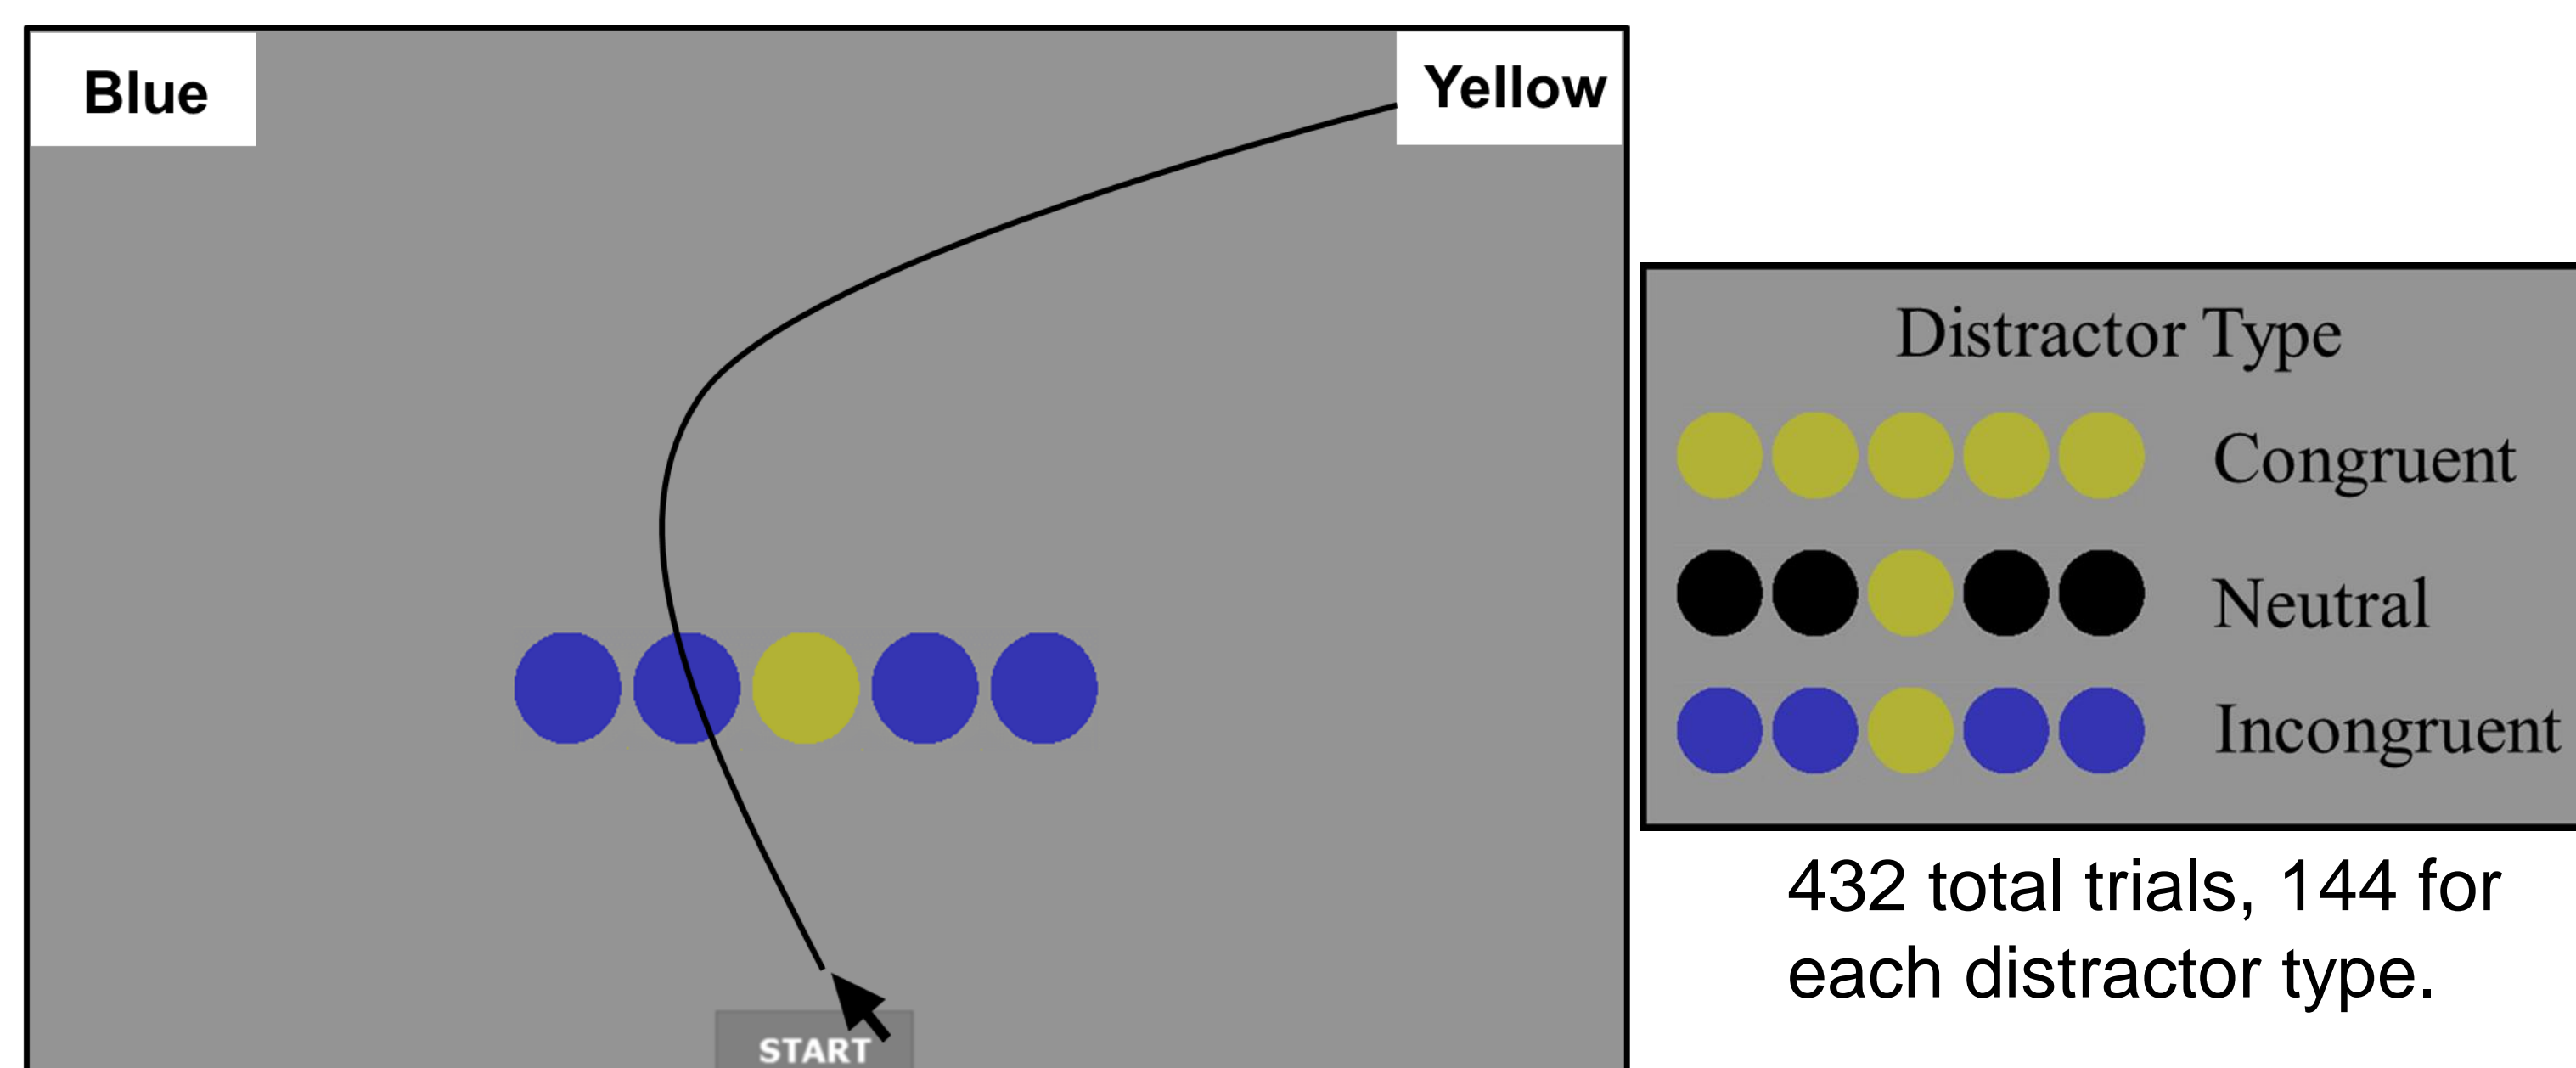 Blue
Yellow
START
Distractor Type
Congruent
Neutral
Incongruent
432 total trials, 144 for
each distractor type.